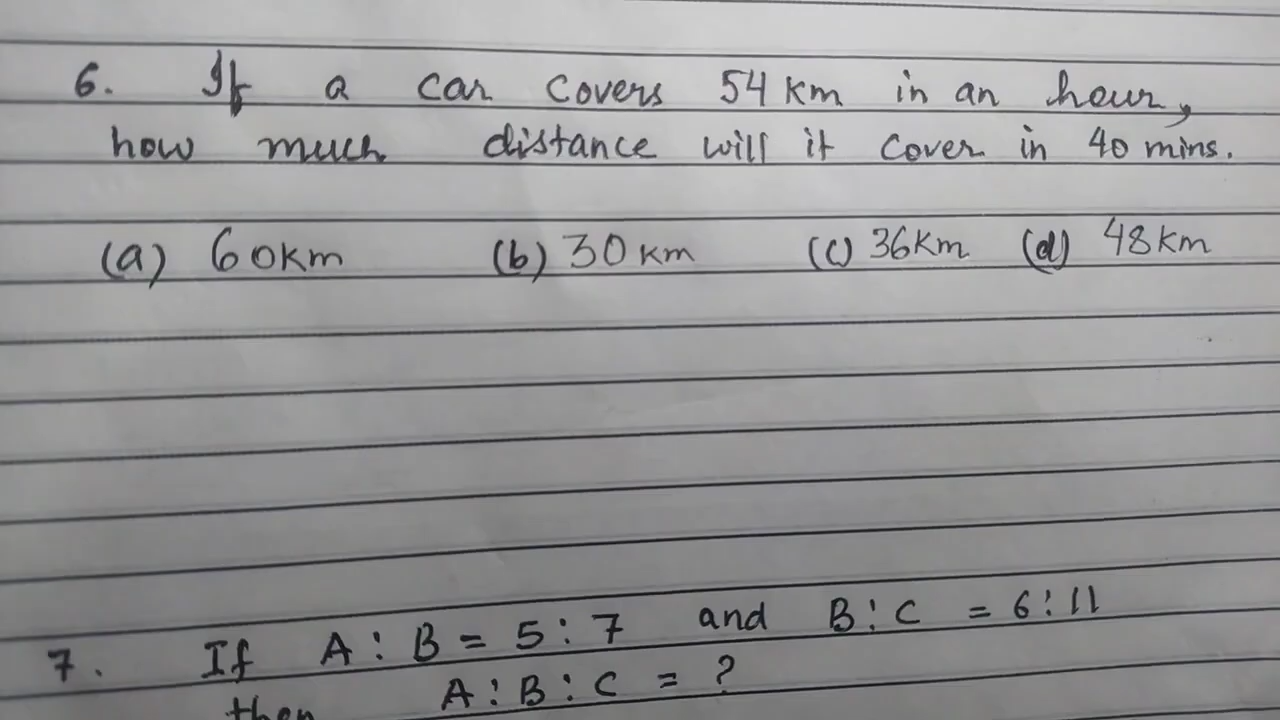 6. If a car covers 54 km in an hour,
how much distance will it cover in 40 mins.
(a) 60km (b) 30 km (c) 36km (d) 48km
7. If A : B = 5 : 7 and B : C = 6 : 11
then A : B : C = ?